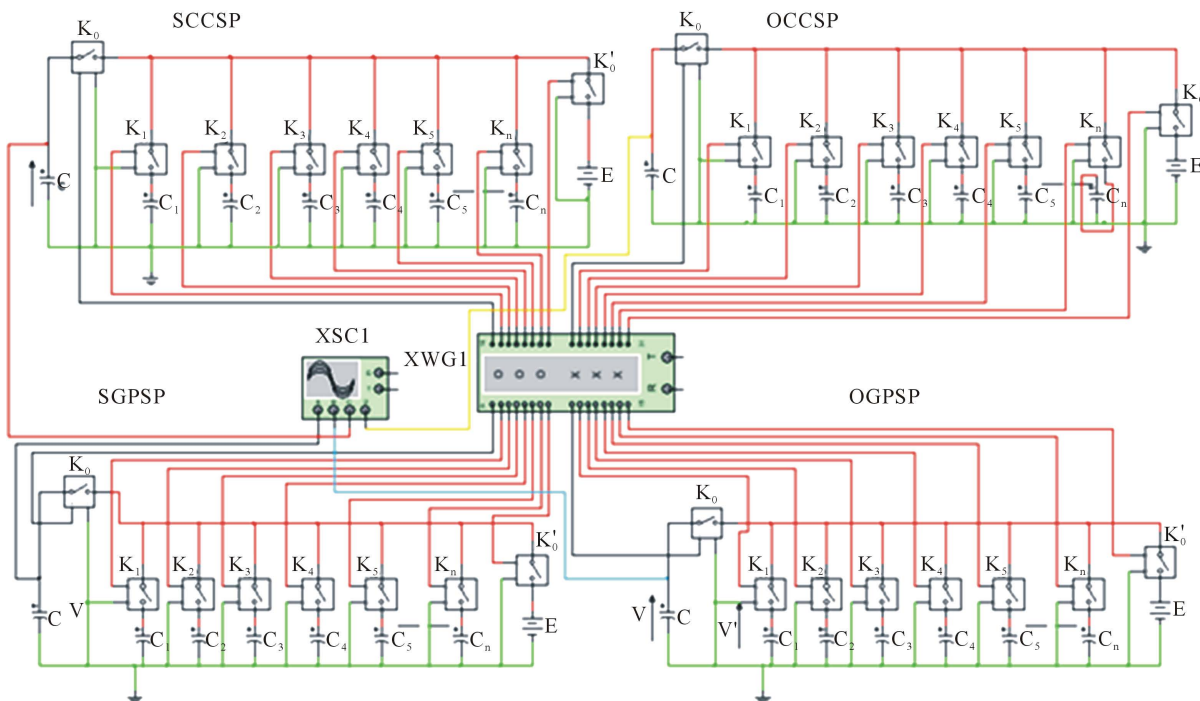 SCCSP
OCCSP
K₀
K₁ K₂ K₃ K₄ K₅ Kₙ K'₀
C C₁ C₂ C₃ C₄ C₅ Cₙ E
K₀
K₁ K₂ K₃ K₄ K₅ Kₙ
C C₁ C₂ C₃ C₄ C₅ Cₙ E
XSC1
XWG1
O O O X X X
T
R
SGPSP
OGPSP
K₀
K₁ K₂ K₃ K₄ K₅ Kₙ K'₀
V C C₁ C₂ C₃ C₄ C₅ Cₙ E
K₀
K₁ K₂ K₃ K₄ K₅ Kₙ K'₀
V C V' C₁ C₂ C₃ C₄ C₅ Cₙ E